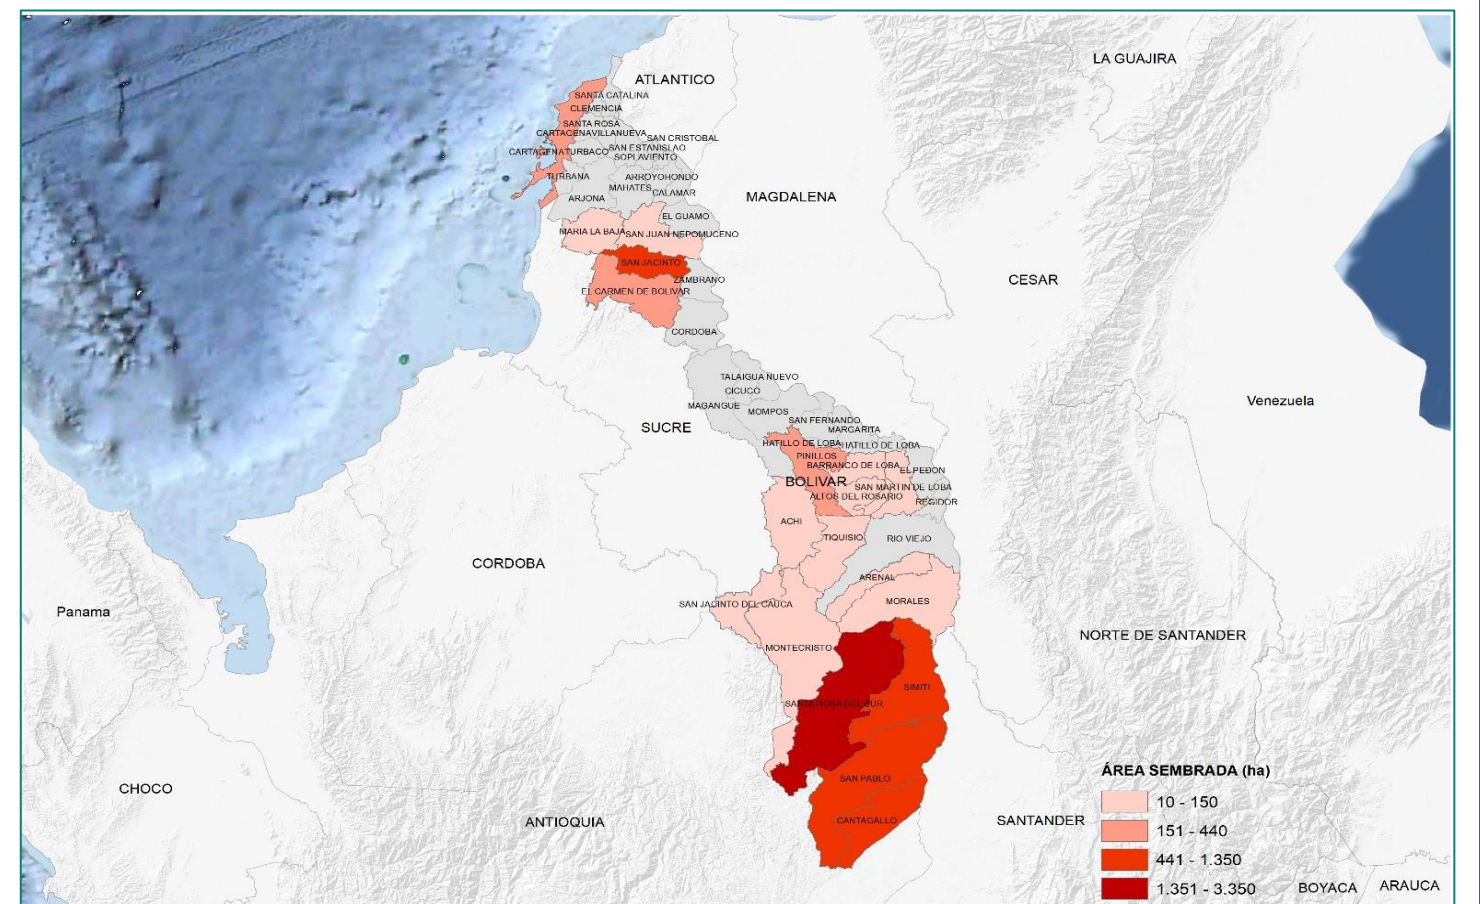 LA GUAJIRA
ATLANTICO
SANTA CATALINA
CLEMENCIA
SANTA ROSA
CARTAGENA VILLANUEVA
SAN CRISTOBAL
CARTAGENA TURBACO
SAN ESTANISLAO
SOPLAVIENTO
TURBANA
ARROYOHONDO
MAHATES
CALAMAR
ARJONA
MAGDALENA
EL GUAMO
MARIA LA BAJA
SAN JUAN NEPOMUCENO
SAN JACINTO
ZAMBRANO
CESAR
EL CARMEN DE BOLIVAR
CORDOBA
TALAIGUA NUEVO
CICUCO
MAGANGUE
MOMPOS
Venezuela
SAN FERNANDO
SUCRE
MARGARITA
HATILLO DE LOBA
HATILLO DE LOBA
PINILLOS
BARRANCO DE LOBA
EL PEÑON
BOLIVAR
SAN MARTIN DE LOBA
ALTOS DEL ROSARIO
REGIDOR
ACHI
TIQUISIO
RIO VIEJO
CORDOBA
ARENAL
SAN JACINTO DEL CAUCA
MORALES
Panama
NORTE DE SANTANDER
MONTECRISTO
SIMITI
SANTA ROSA DEL SUR
SAN PABLO
CHOCO
ANTIOQUIA
CANTAGALLO
SANTANDER
ÁREA SEMBRADA (ha)
10 - 150
151 - 440
441 - 1.350
1.351 - 3.350
BOYACA
ARAUCA